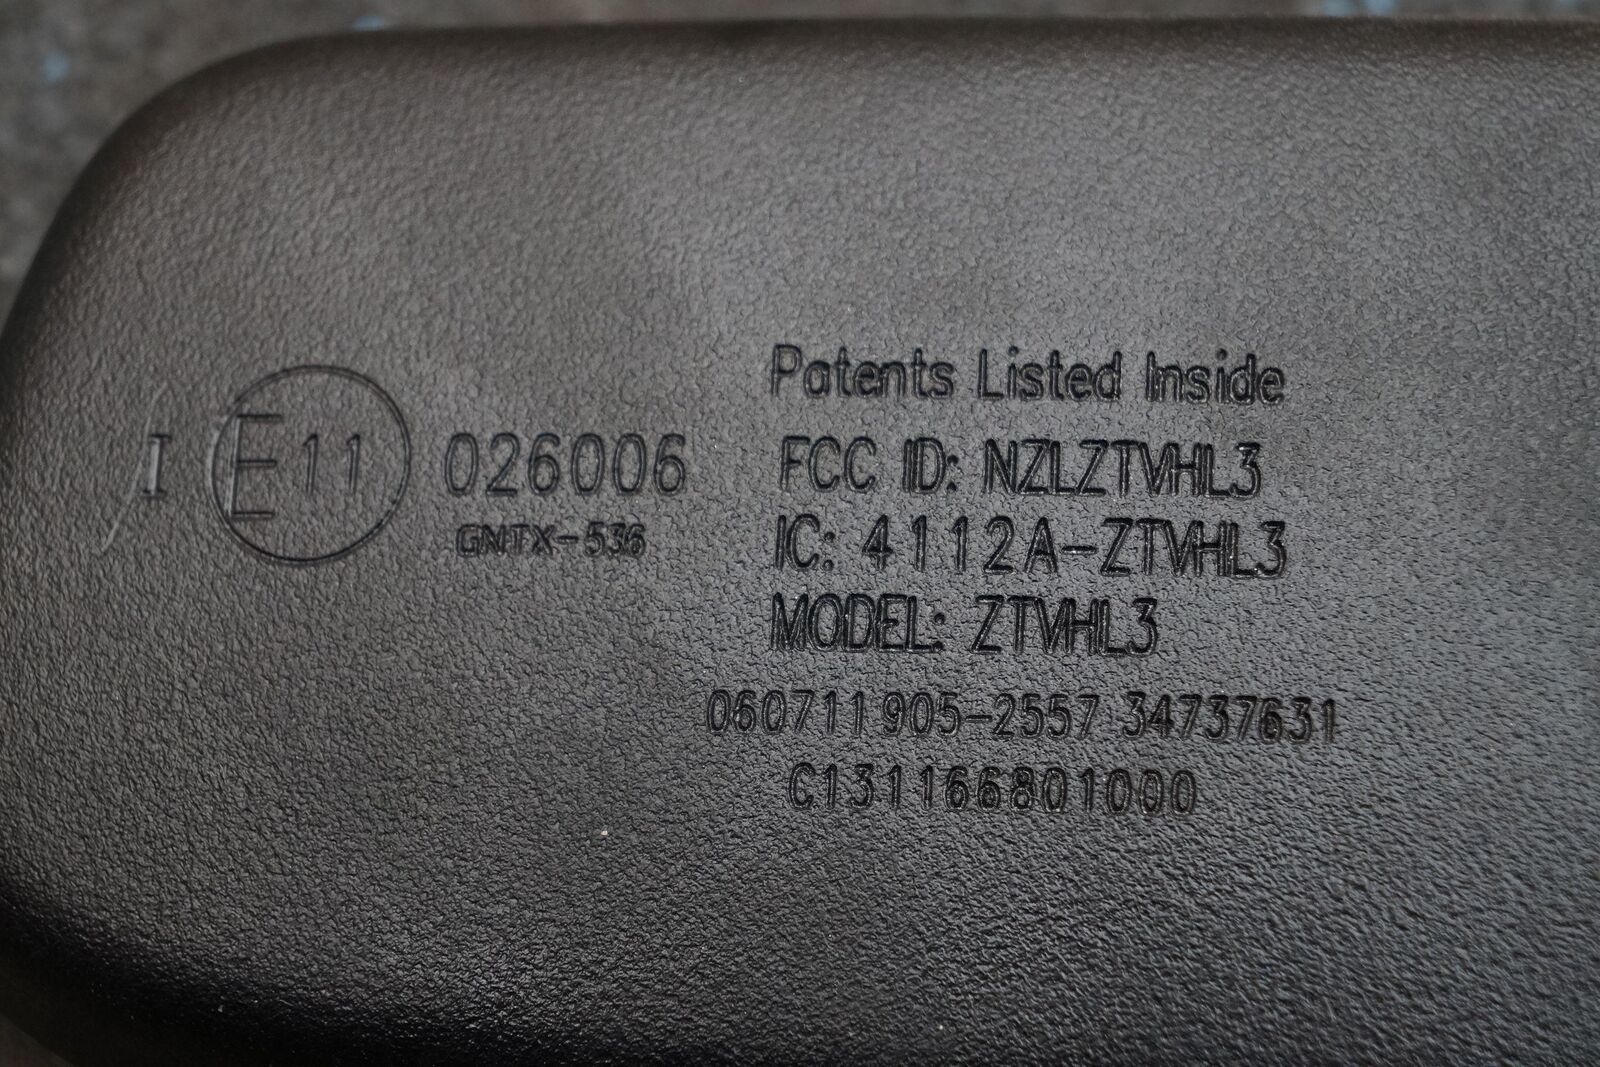 Patents Listed Inside
I E11 026006
GNTX-536
FCC ID: NZLZTVHL3
IC: 4112A-ZTVHL3
MODEL: ZTVHL3
060711905-2557 34737631
C131166801000